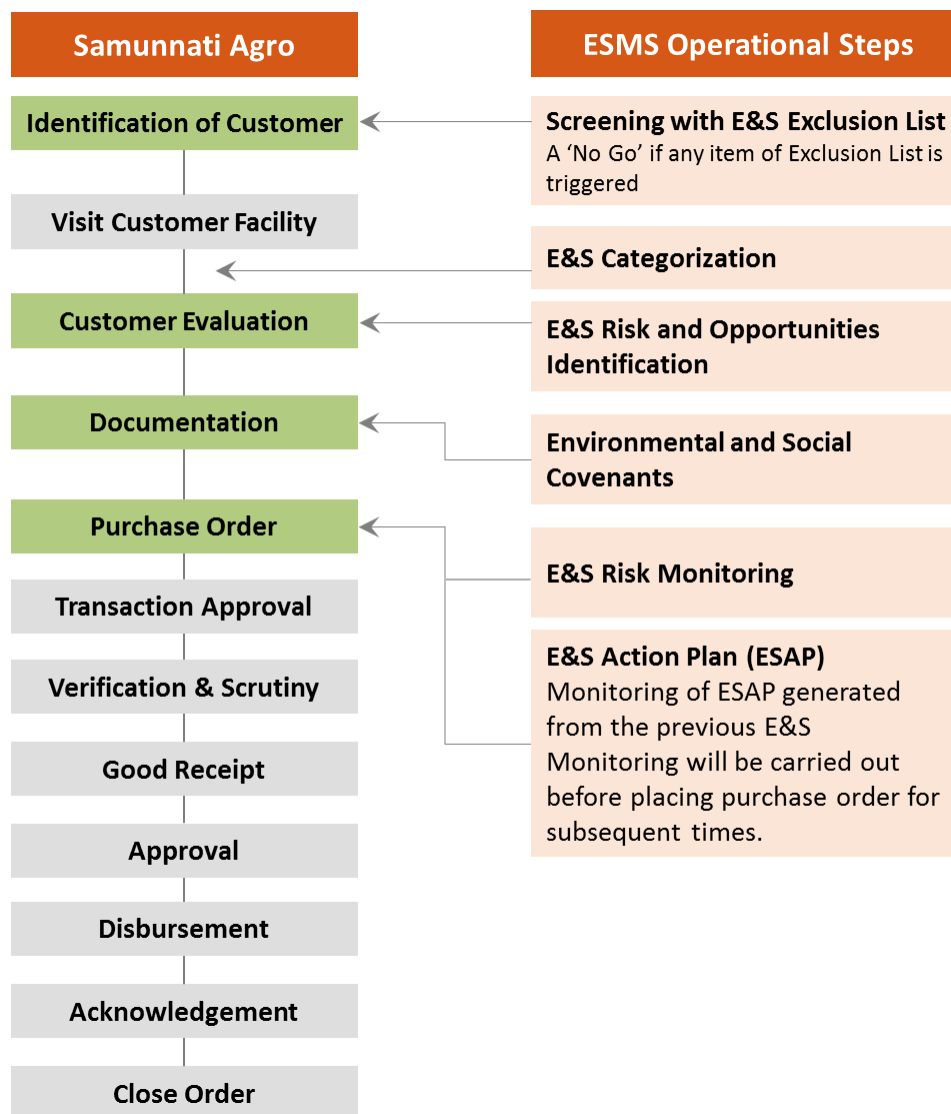 Samunnati Agro
Identification of Customer
Visit Customer Facility
Customer Evaluation
Documentation
Purchase Order
Transaction Approval
Verification & Scrutiny
Good Receipt
Approval
Disbursement
Acknowledgement
Close Order
ESMS Operational Steps
Screening with E&S Exclusion List
A ‘No Go’ if any item of Exclusion List is
triggered
E&S Categorization
E&S Risk and Opportunities
Identification
Environmental and Social
Covenants
E&S Risk Monitoring
E&S Action Plan (ESAP)
Monitoring of ESAP generated
from the previous E&S
Monitoring will be carried out
before placing purchase order for
subsequent times.